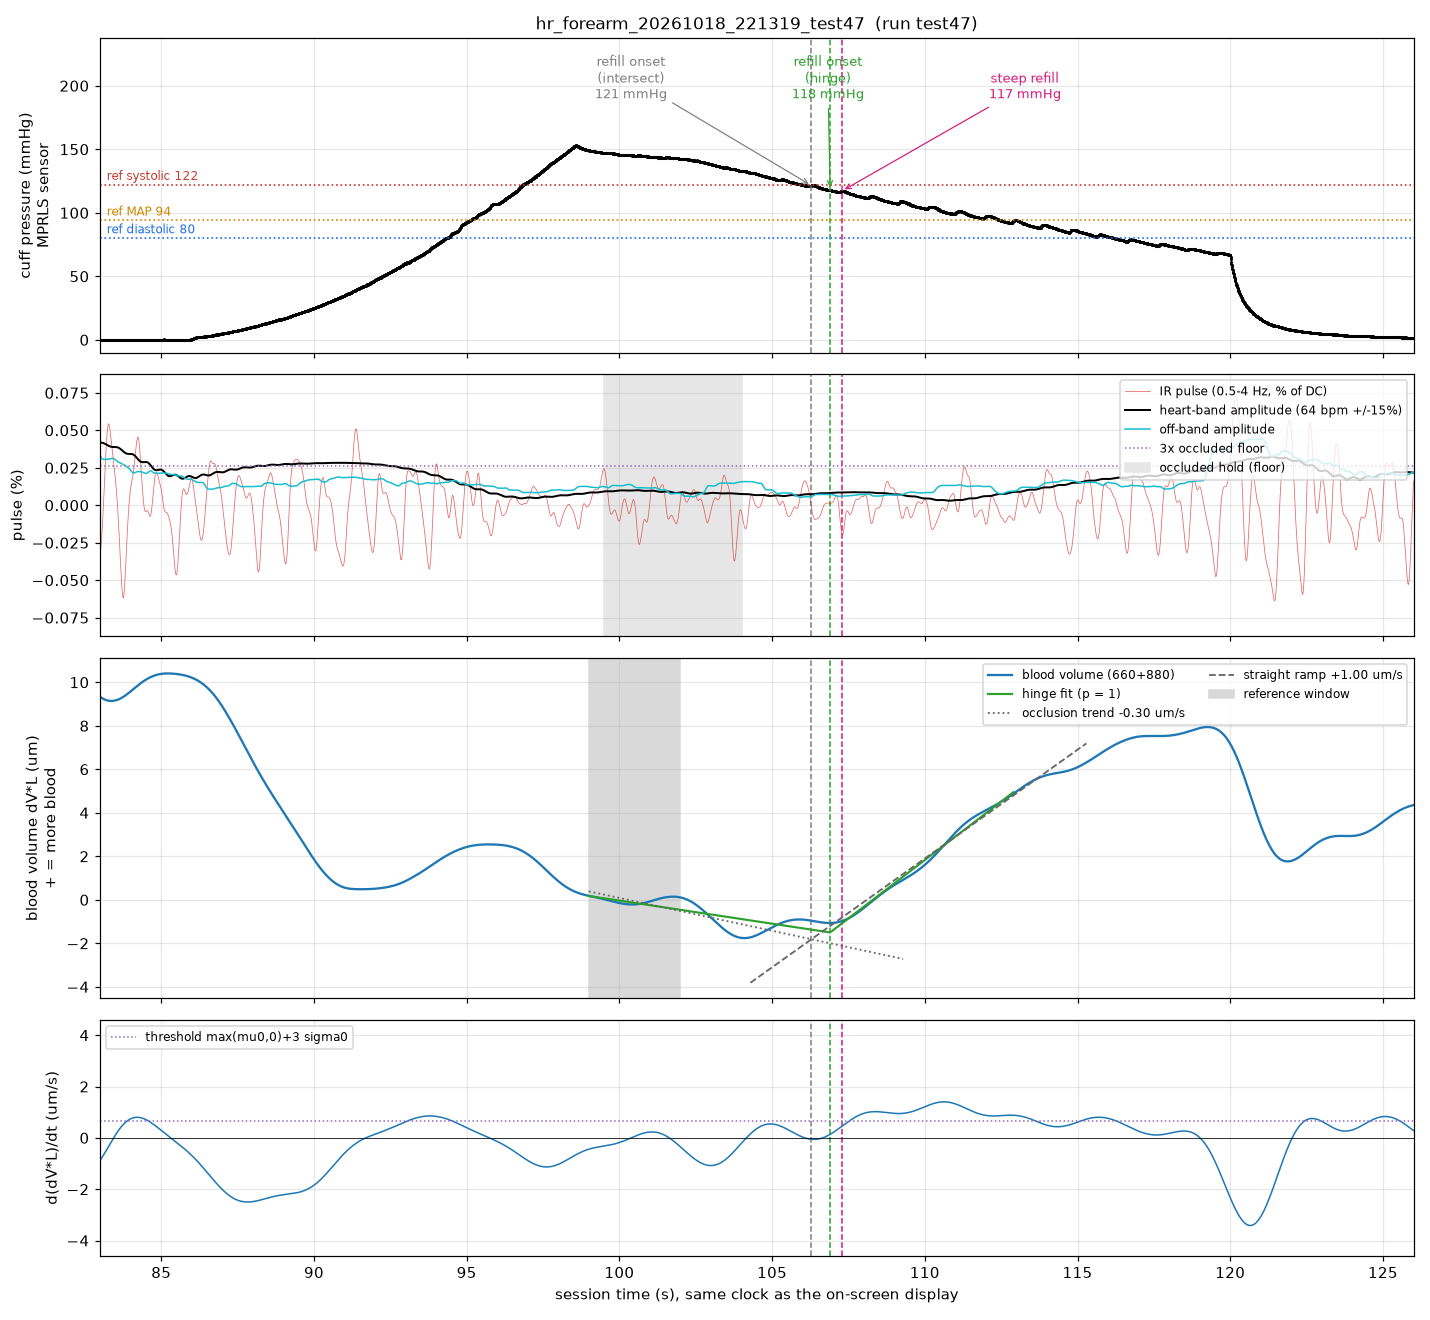 hr_forearm_20261018_221319_test47  (run test47)
refill onset
(intersect)
121 mmHg
refill onset
(hinge)
118 mmHg
steep refill
117 mmHg
ref systolic 122
ref MAP 94
ref diastolic 80
cuff pressure (mmHg)
MPRLS sensor
200
150
100
50
0
IR pulse (0.5-4 Hz, % of DC)
heart-band amplitude (64 bpm +/-15%)
off-band amplitude
3x occluded floor
occluded hold (floor)
pulse (%)
0.075
0.050
0.025
0.000
−0.025
−0.050
−0.075
blood volume (660+880)
hinge fit (p = 1)
occlusion trend -0.30 um/s
straight ramp +1.00 um/s
reference window
blood volume dV*L (um)
+ = more blood
10
8
6
4
2
0
−2
−4
threshold max(mu0,0)+3 sigma0
d(dV*L)/dt (um/s)
4
2
0
−2
−4
85 90 95 100 105 110 115 120 125
session time (s), same clock as the on-screen display